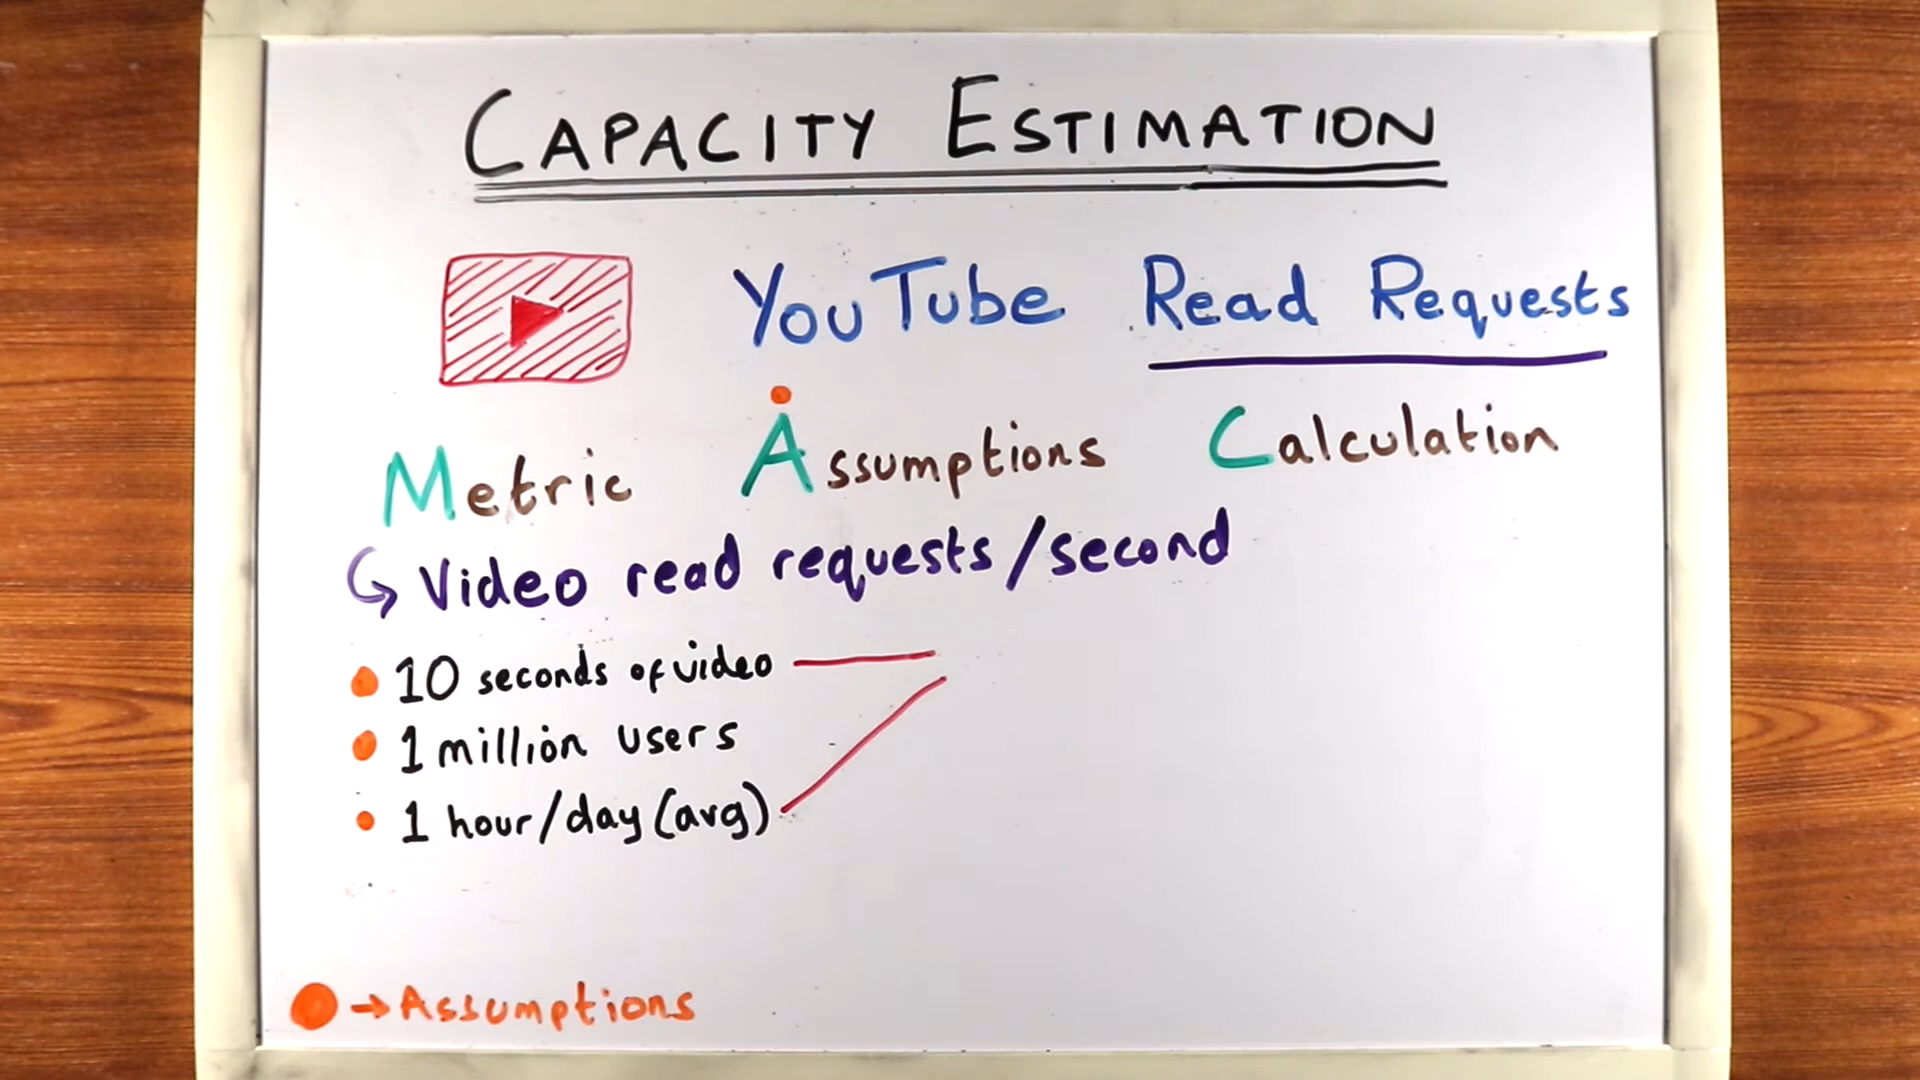 CAPACITY ESTIMATION
YouTube Read Requests
Metric Assumptions Calculation
Video read requests/second
10 seconds of video
1 million users
1 hour/day (avg)
→ Assumptions